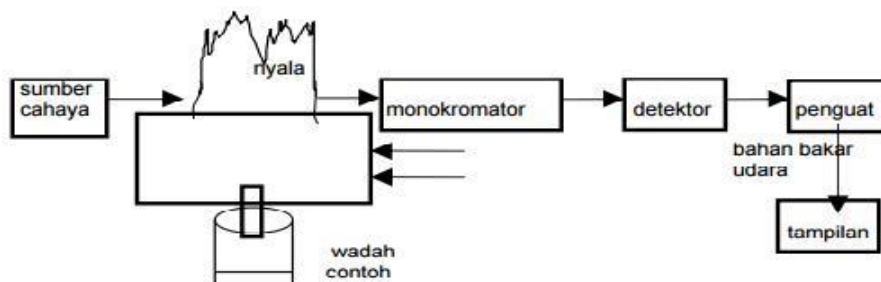 nyala
sumber
cahaya
monokromator
detektor
penguat
bahan bakar
udara
tampilan
wadah
contoh